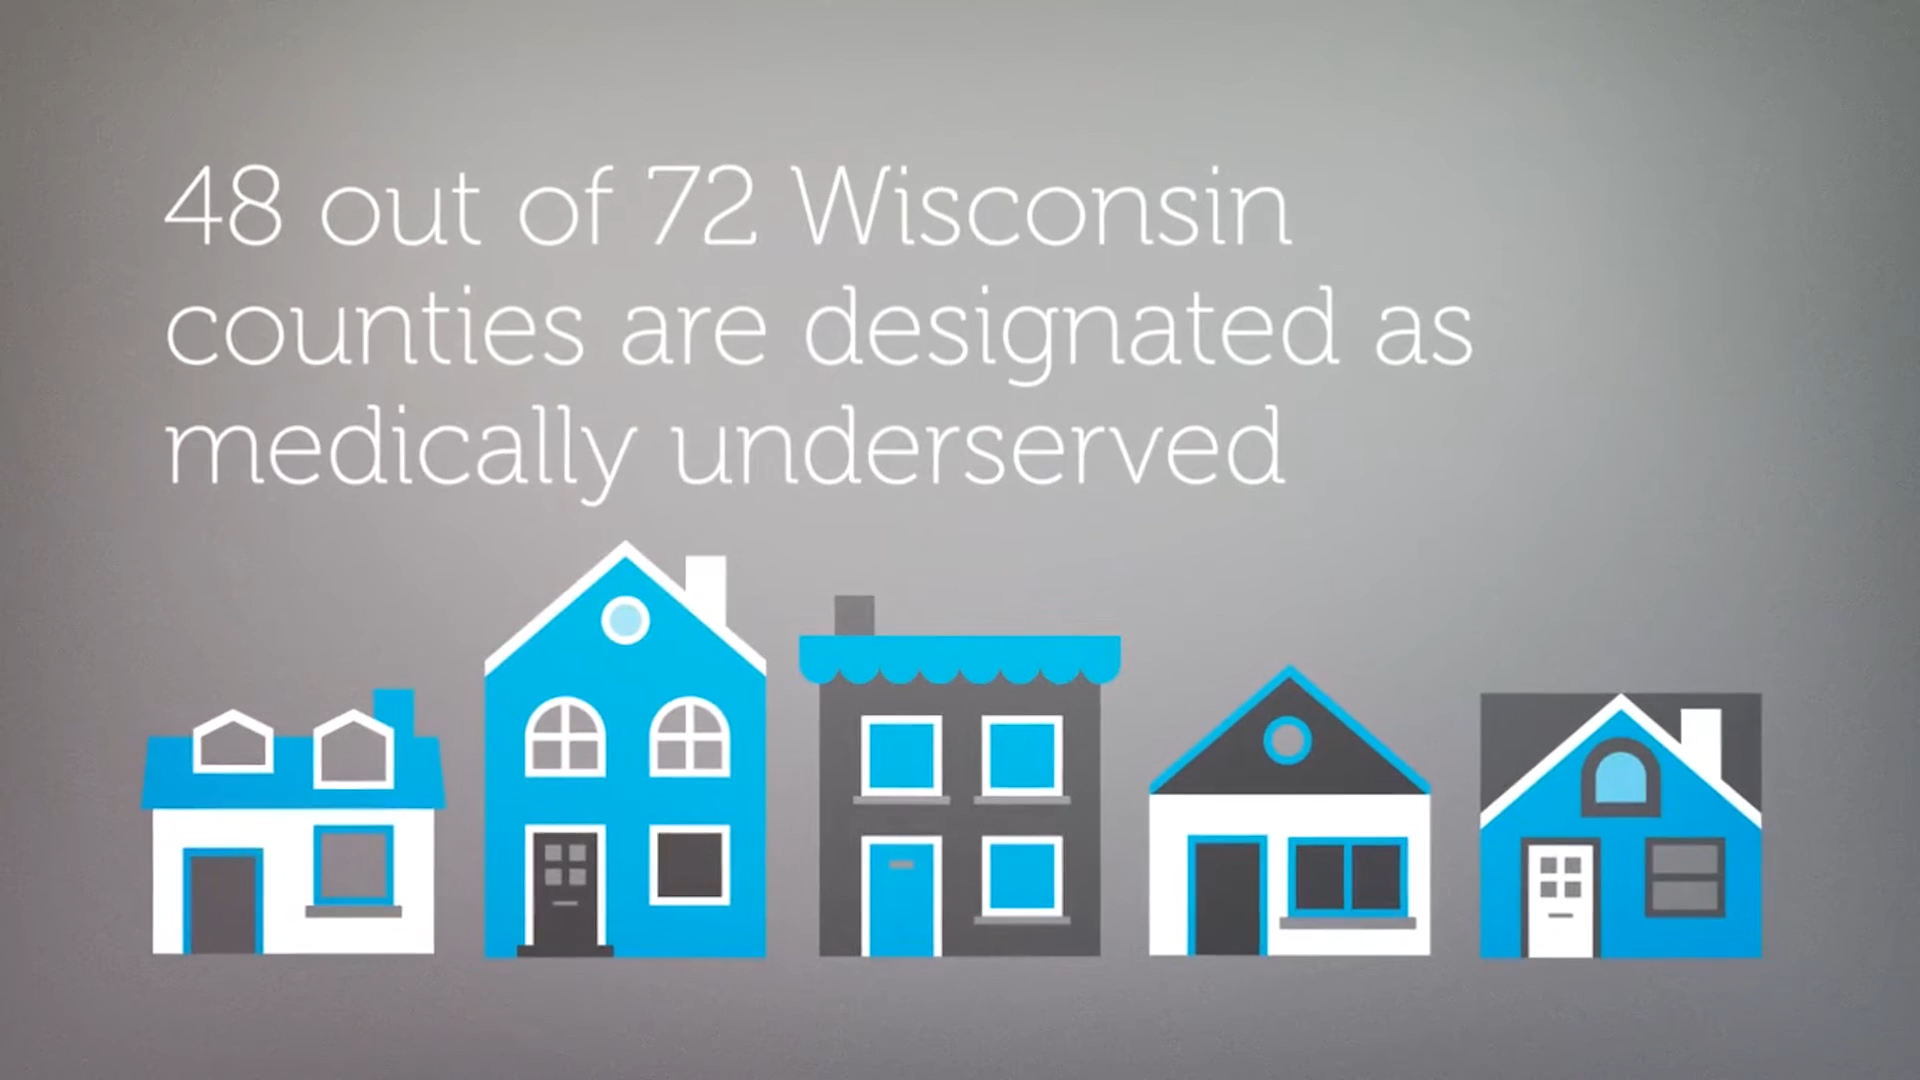 48 out of 72 Wisconsin
counties are designated as
medically underserved